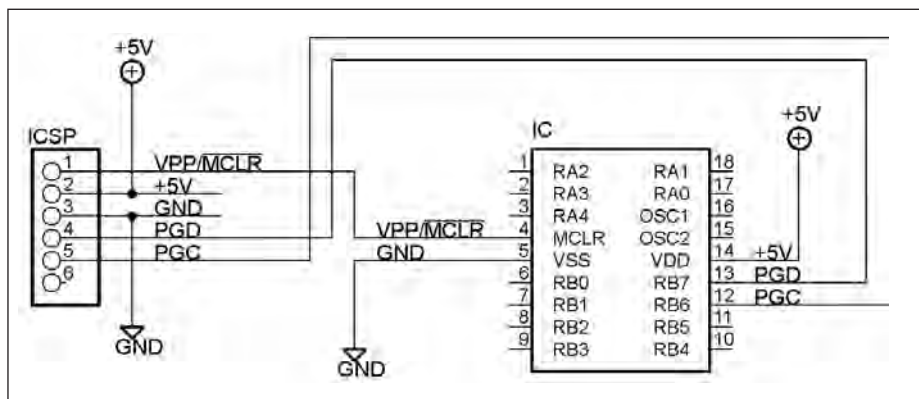 +5V
ICSP
1 VPP/MCLR
2 +5V
3 GND
4 PGD
5 PGC
6
GND
+5V
IC
1 RA2 RA1 18
2 RA3 RA0 17
3 RA4 OSC1 16
VPP/MCLR 4 MCLR OSC2 15
GND 5 VSS VDD 14 +5V
6 RB0 RB7 13 PGD
7 RB1 RB6 12 PGC
8 RB2 RB5 11
9 RB3 RB4 10
GND